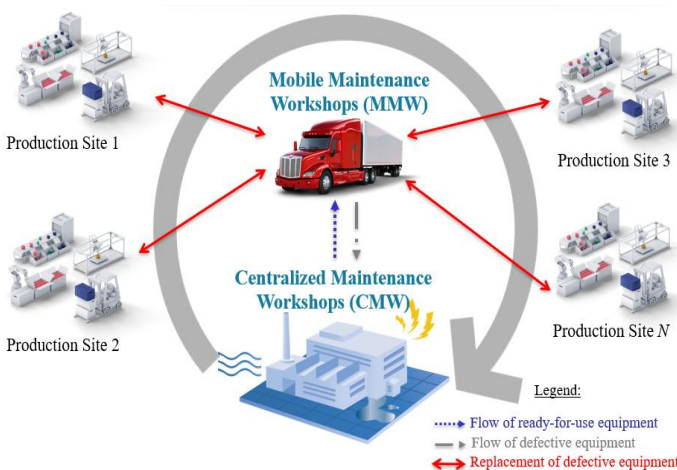 Mobile Maintenance
Workshops (MMW)
Production Site 1
Production Site 3
Centralized Maintenance
Workshops (CMW)
Production Site 2
Production Site N
Legend:
Flow of ready-for-use equipment
Flow of defective equipment
Replacement of defective equipment